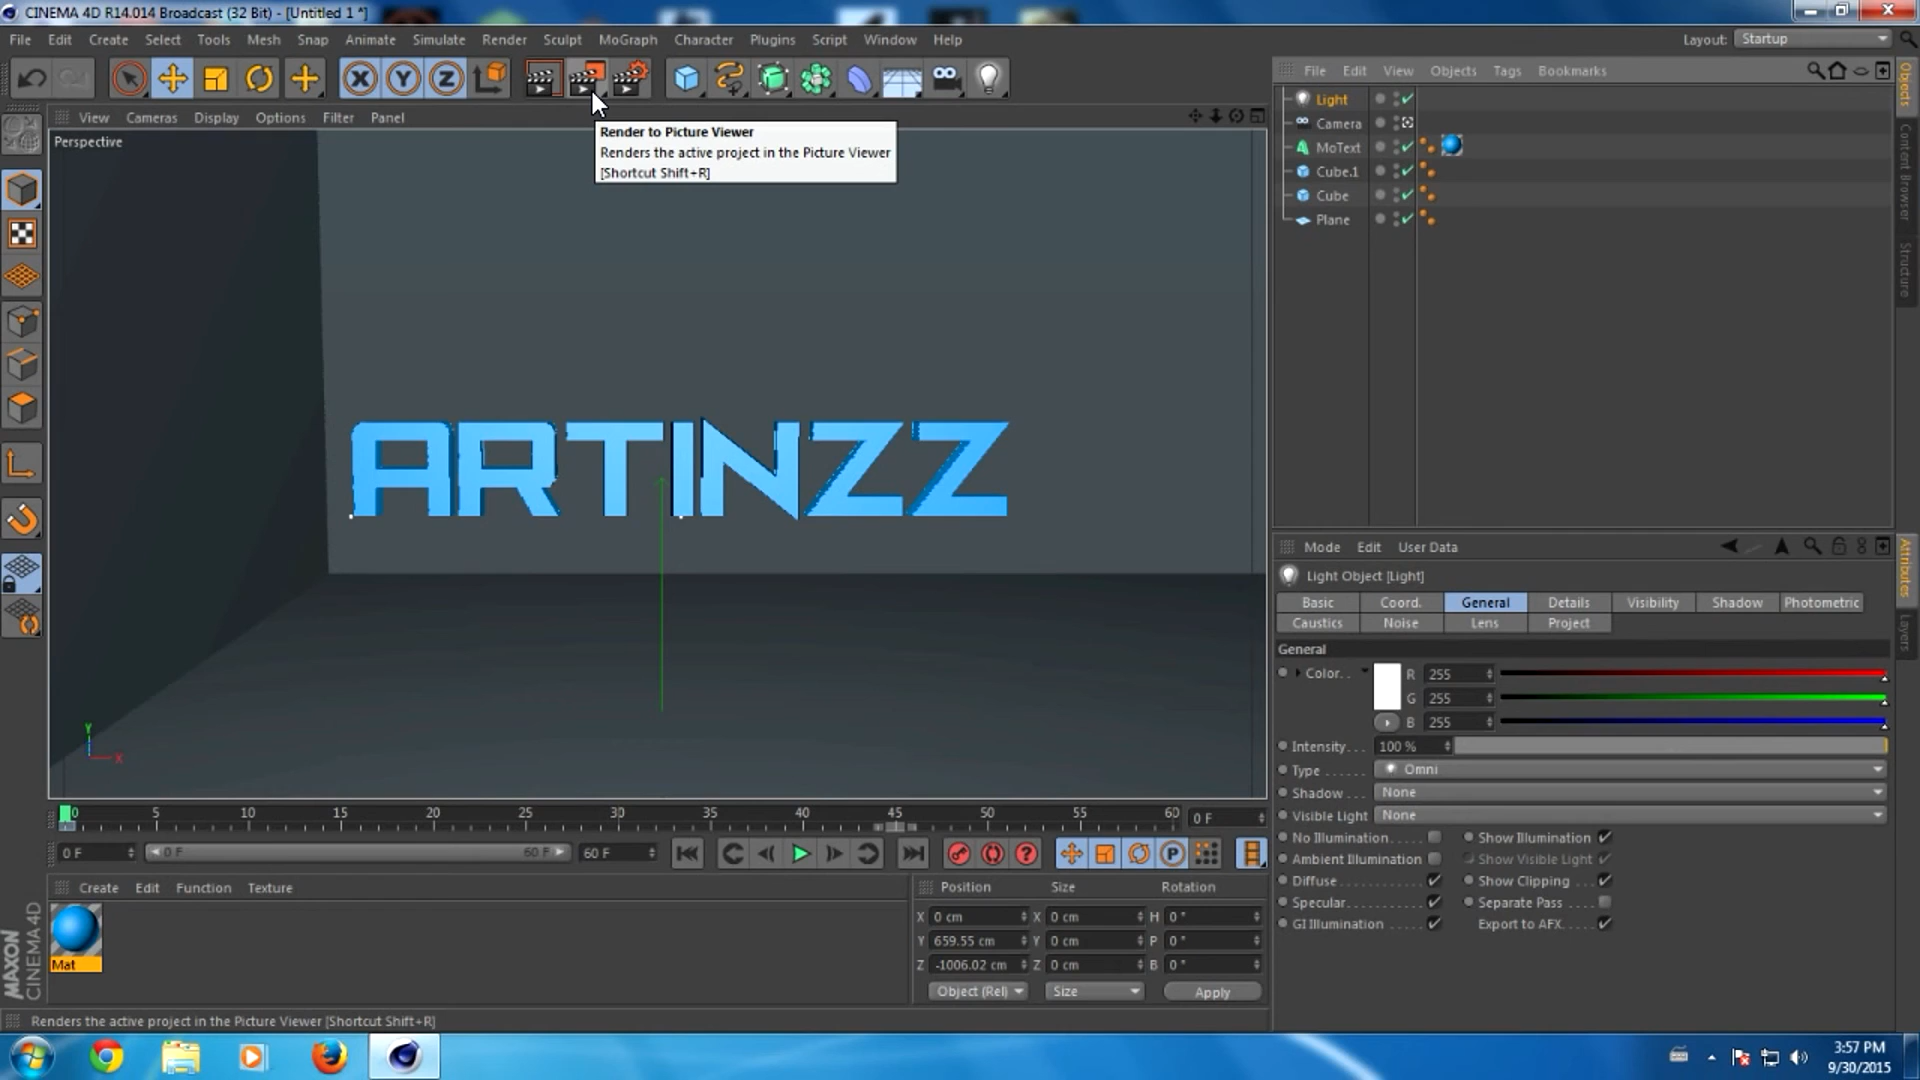 CINEMA 4D R14.014 Broadcast (32 Bit) - [Untitled 1 *]
File Edit Create Select Tools Mesh Snap Animate Simulate Render Sculpt MoGraph Character Plugins Script Window Help
Layout: Startup
X Y Z
View Cameras Display Options Filter Panel
Perspective
Render to Picture Viewer
Renders the active project in the Picture Viewer
[Shortcut Shift+R]
ARTINZZ
Y
X
File Edit View Objects Tags Bookmarks
Light
Camera
MoText
Cube.1
Cube
Plane
Objects
Content Browser
Structure
Mode Edit User Data
Light Object [Light]
Basic Coord. General Details Visibility Shadow Photometric
Caustics Noise Lens Project
General
Color. . R 255
G 255
B 255
Intensity. . . 100 %
Type . . . . . . Omni
Shadow . . . None
Visible Light None
No Illumination. . . . Show Illumination
Ambient Illumination Show Visible Light
Diffuse. . . . . . . . . . . . Show Clipping . . .
Specular. . . . . . . . . . Separate Pass . . . .
GI Illumination . . . . . Export to AFX. . . .
Attributes
Layers
0 5 10 15 20 25 30 35 40 45 50 55 60 0 F
0 F 0 F 60 F 60 F
P
Create Edit Function Texture
Mat
MAXON
CINEMA 4D
Position Size Rotation
X 0 cm X 0 cm H 0 °
Y 659.55 cm Y 0 cm P 0 °
Z -1006.02 cm Z 0 cm B 0 °
Object (Rel) Size Apply
Renders the active project in the Picture Viewer [Shortcut Shift+R]
3:57 PM
9/30/2015